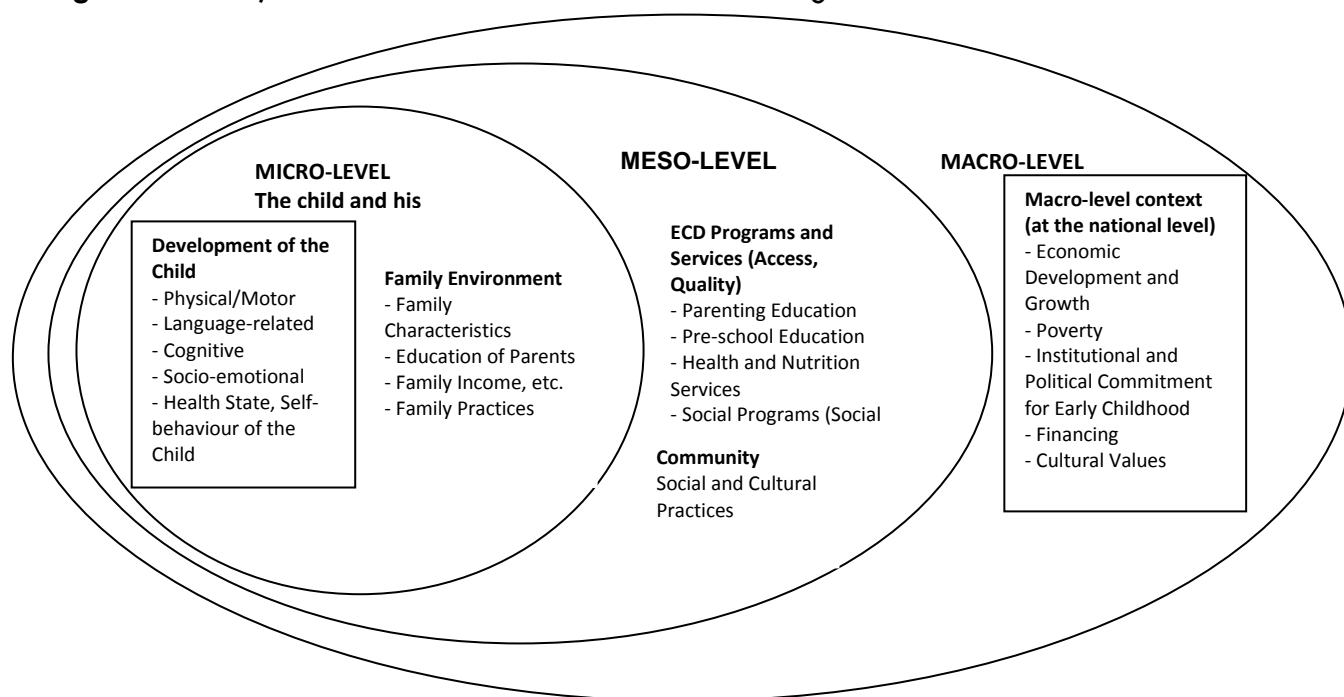 MICRO-LEVEL
The child and his
Development of the
Child
- Physical/Motor
- Language-related
- Cognitive
- Socio-emotional
- Health State, Self-
behaviour of the
Child
Family Environment
- Family
Characteristics
- Education of Parents
- Family Income, etc.
- Family Practices
MESO-LEVEL
ECD Programs and
Services (Access,
Quality)
- Parenting Education
- Pre-school Education
- Health and Nutrition
Services
- Social Programs (Social
Community
Social and Cultural
Practices
MACRO-LEVEL
Macro-level context
(at the national level)
- Economic
Development and
Growth
- Poverty
- Institutional and
Political Commitment
for Early Childhood
- Financing
- Cultural Values